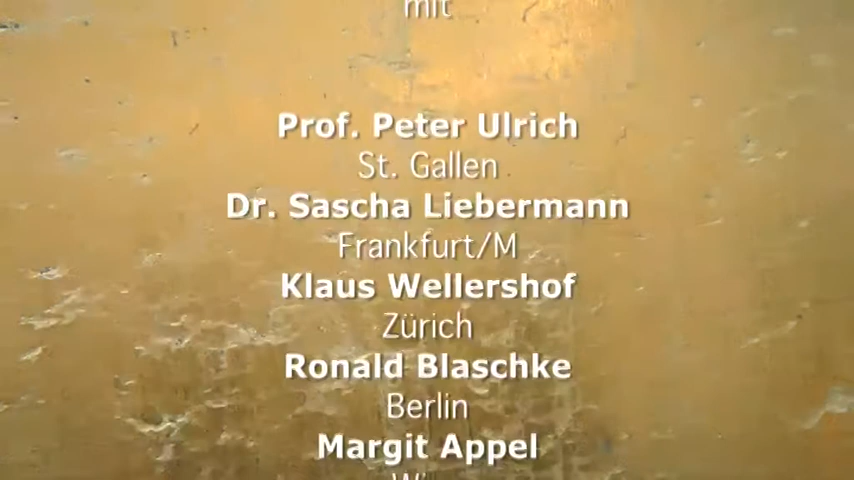 mit
Prof. Peter Ulrich
St. Gallen
Dr. Sascha Liebermann
Frankfurt/M
Klaus Wellershof
Zürich
Ronald Blaschke
Berlin
Margit Appel